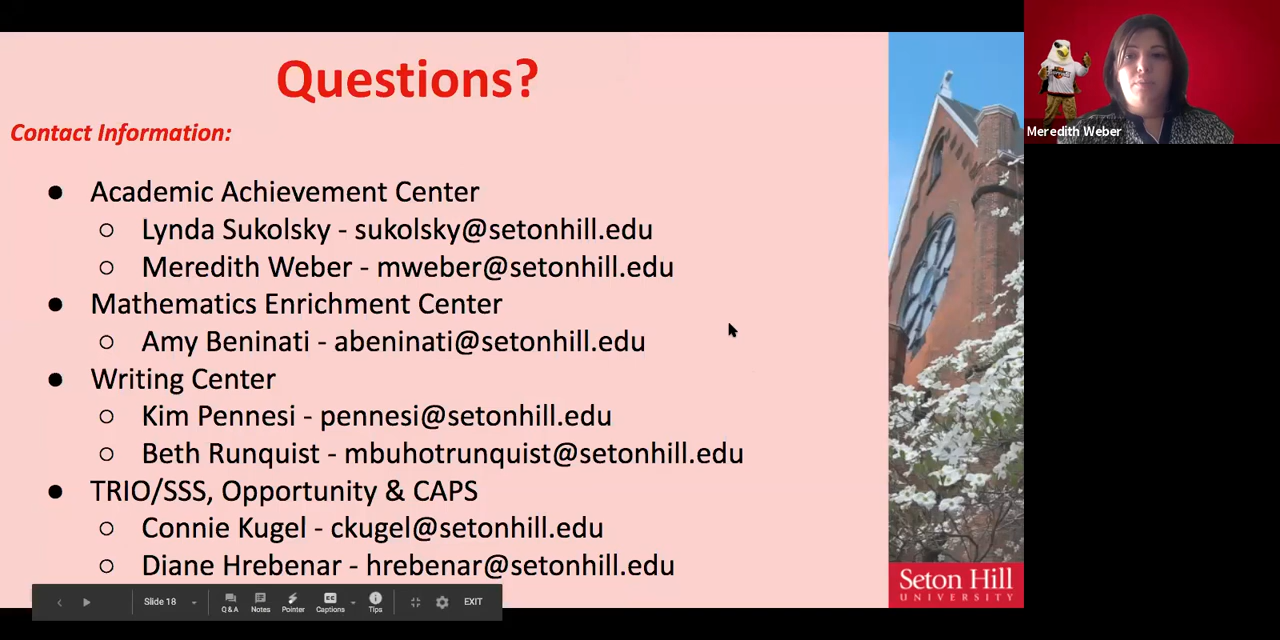 Questions?
Contact Information:
● Academic Achievement Center
○ Lynda Sukolsky - sukolsky@setonhill.edu
○ Meredith Weber - mweber@setonhill.edu
● Mathematics Enrichment Center
○ Amy Beninati - abeninati@setonhill.edu
● Writing Center
○ Kim Pennesi - pennesi@setonhill.edu
○ Beth Runquist - mbuhotrunquist@setonhill.edu
● TRIO/SSS, Opportunity & CAPS
○ Connie Kugel - ckugel@setonhill.edu
○ Diane Hrebenar - hrebenar@setonhill.edu
Slide 18
Q&A
Notes
Pointer
Captions
Tips
EXIT
Seton Hill
UNIVERSITY
Meredith Weber